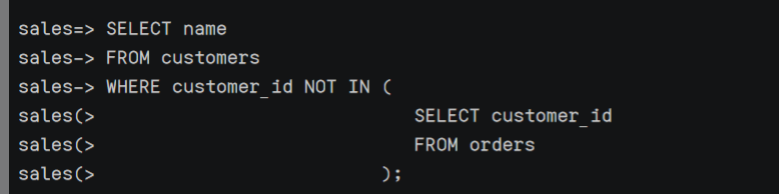 sales=> SELECT name
sales-> FROM customers
sales-> WHERE customer_id NOT IN (
sales(>                             SELECT customer_id
sales(>                             FROM orders
sales(>                          );